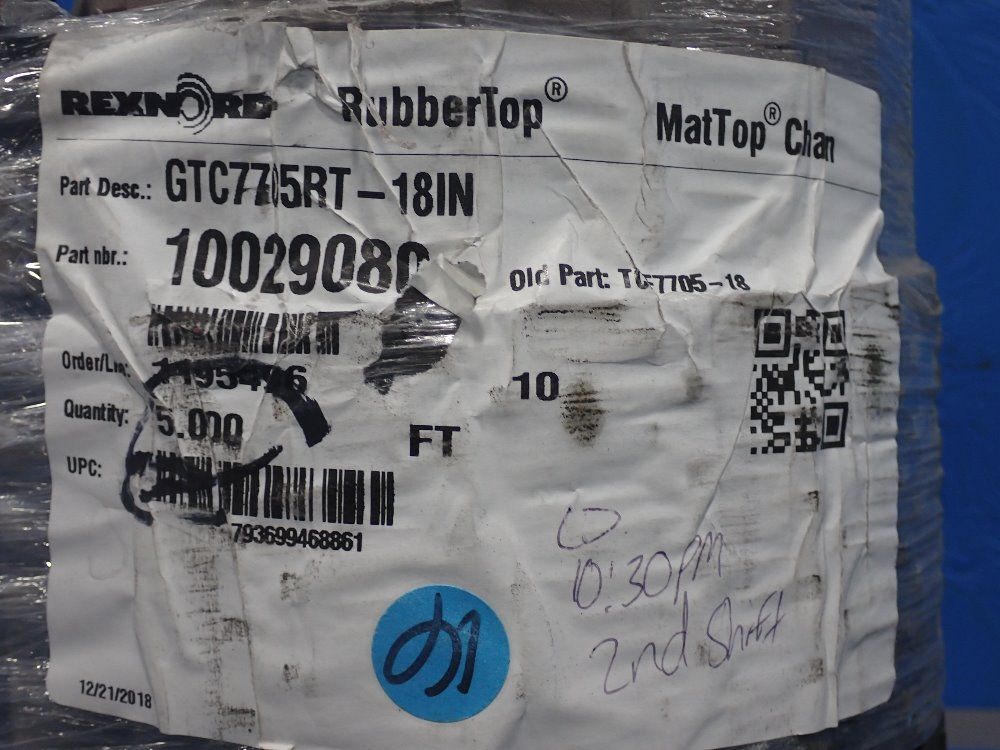 REXNORD RubberTop® MatTop® Chain
Part Desc.: GTC7705RT-18IN
Part nbr.: 10029080
Old Part: 7705-18
Order/Line: 10
Quantity: 5.000 FT
UPC:
793699468861
10:30pm
2nd Shift
12/21/2018